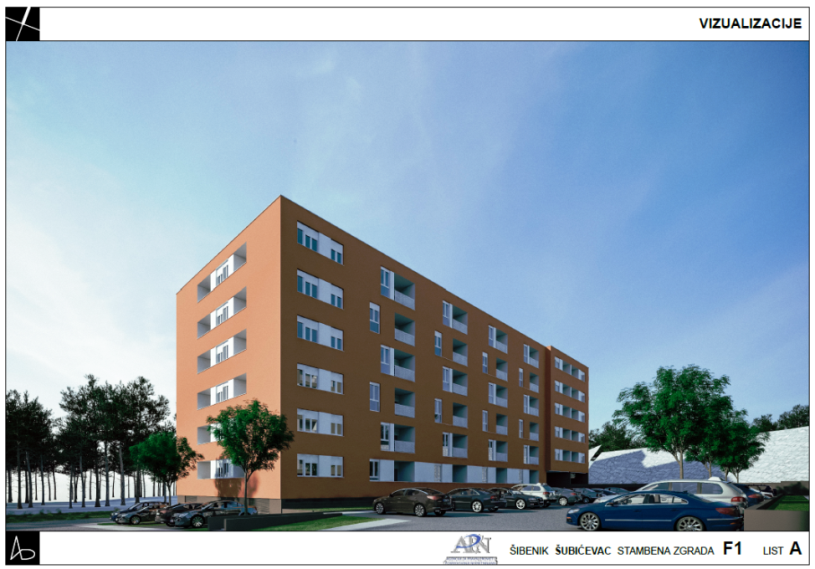 VIZUALIZACIJE
APN
ŠIBENIK ŠUBIĆEVAC STAMBENA ZGRADA F1 LIST A